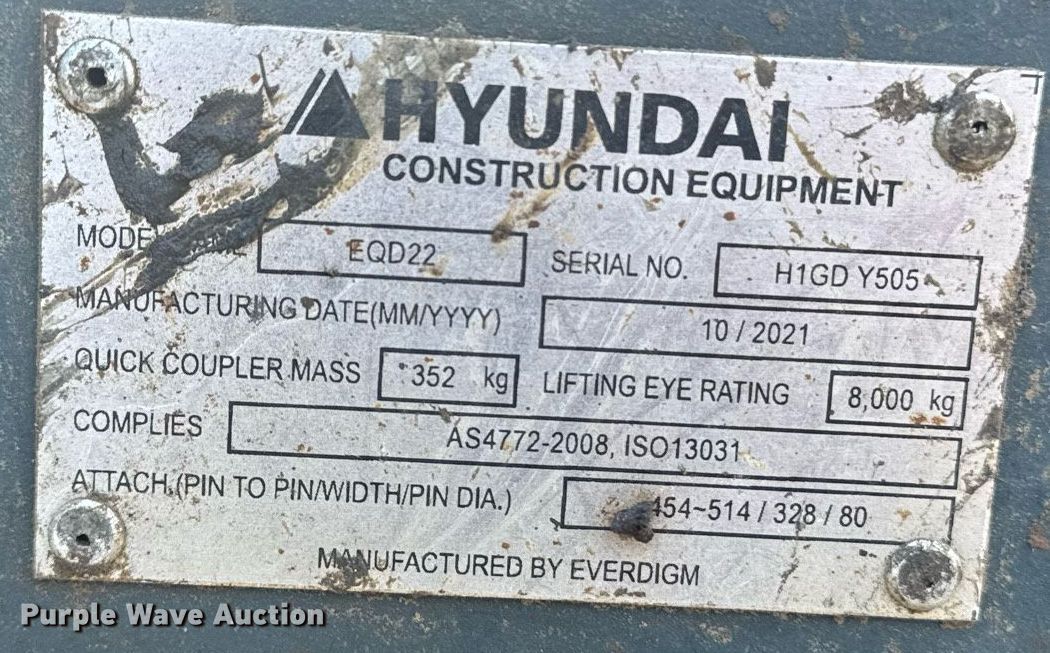 HYUNDAI
CONSTRUCTION EQUIPMENT
EQD22 SERIAL NO. H1GD Y505
MANUFACTURING DATE(MM/YYYY) 10 / 2021
QUICK COUPLER MASS 352 kg LIFTING EYE RATING 8,000 kg
COMPLIES AS4772-2008, ISO13031
ATTACH.(PIN TO PIN/WIDTH/PIN DIA.) 454~514 / 328 / 80
MANUFACTURED BY EVERDIGM
Purple Wave Auction